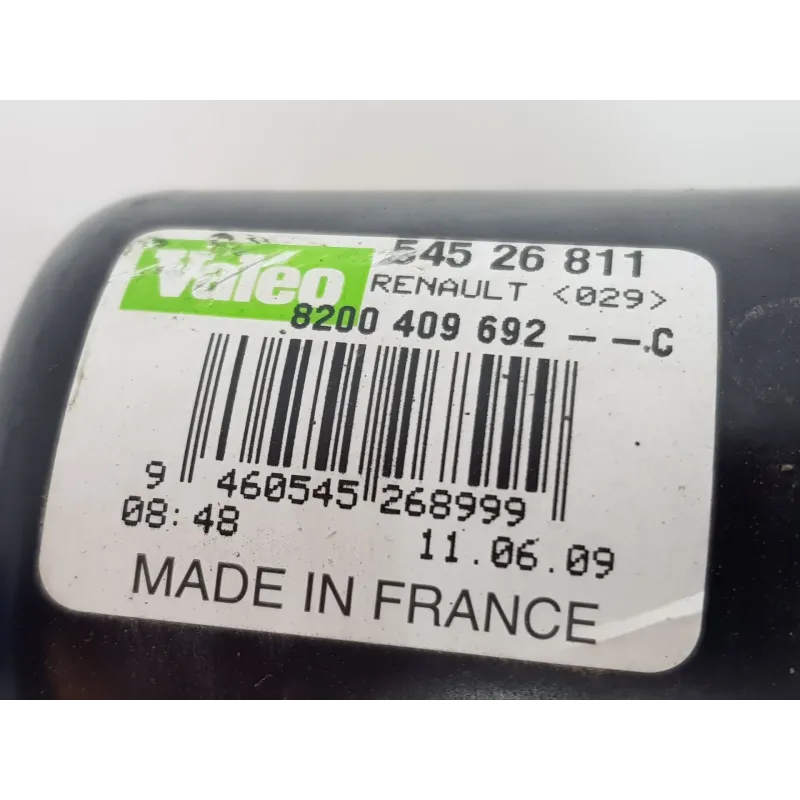 Valeo 545 26 811
RENAULT <029>
8200 409 692 - -.C
9 460545 268999
08:48 11.06.09
MADE IN FRANCE